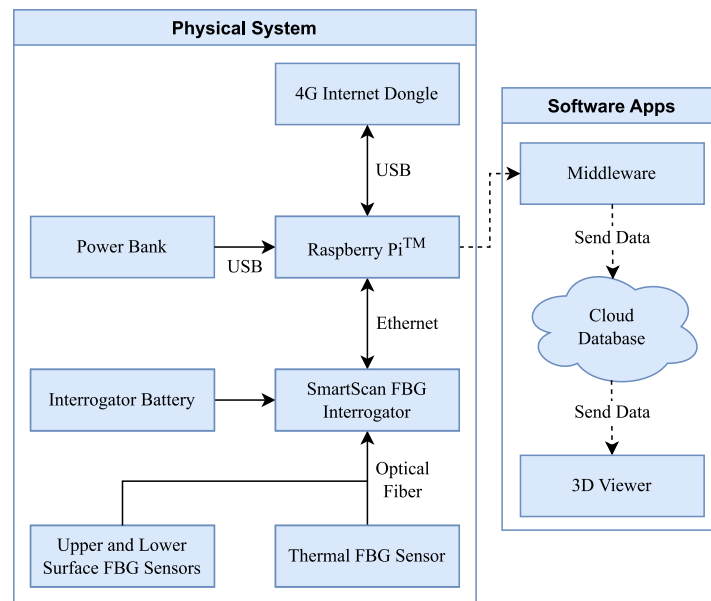 Physical System
4G Internet Dongle
USB
Power Bank
USB
Raspberry Pi™
Ethernet
Interrogator Battery
SmartScan FBG
Interrogator
Optical
Fiber
Upper and Lower
Surface FBG Sensors
Thermal FBG Sensor
Software Apps
Middleware
Send Data
Cloud
Database
Send Data
3D Viewer